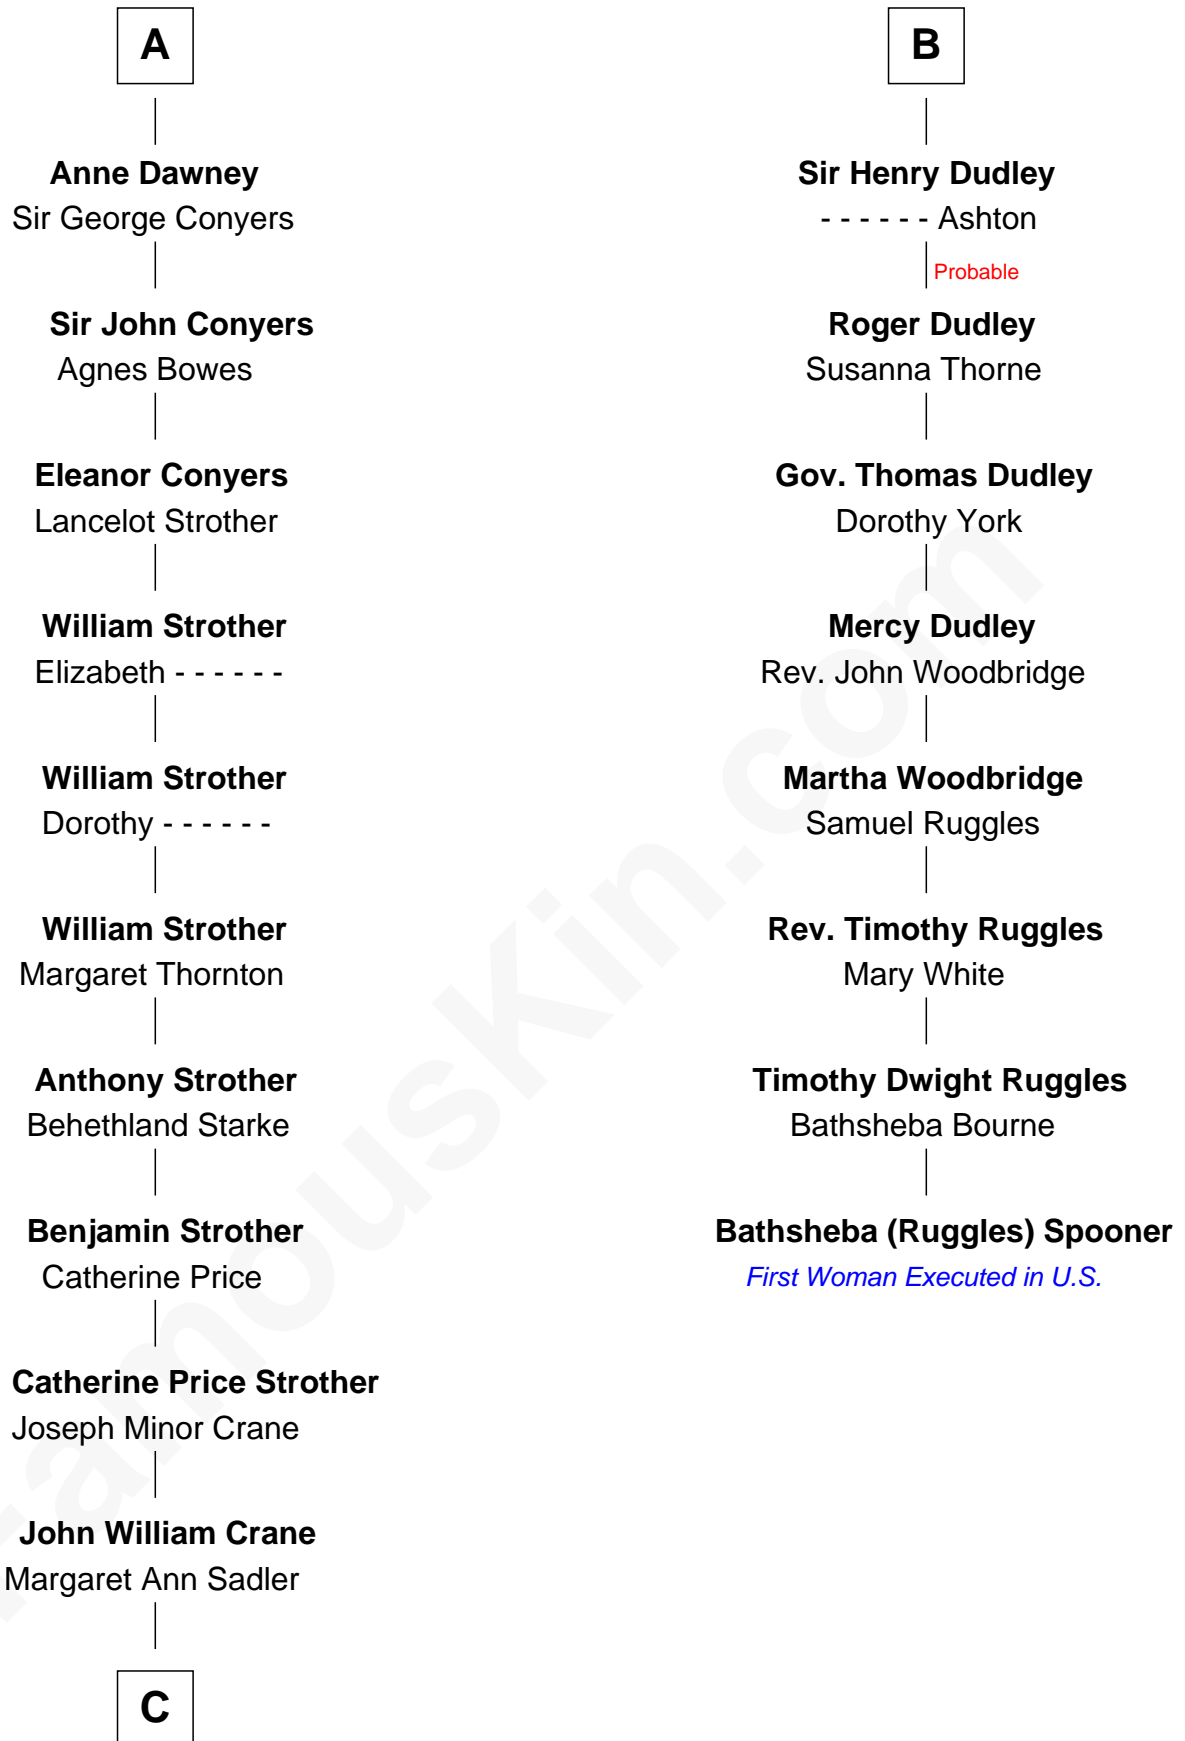 A
Anne Dawney
Sir George Conyers
Sir John Conyers
Agnes Bowes
Eleanor Conyers
Lancelot Strother
William Strother
Elizabeth - - - - - -
William Strother
Dorothy - - - - - -
William Strother
Margaret Thornton
Anthony Strother
Behethland Starke
Benjamin Strother
Catherine Price
Catherine Price Strother
Joseph Minor Crane
John William Crane
Margaret Ann Sadler
C
B
Sir Henry Dudley
- - - - - - Ashton
Probable
Roger Dudley
Susanna Thorne
Gov. Thomas Dudley
Dorothy York
Mercy Dudley
Rev. John Woodbridge
Martha Woodbridge
Samuel Ruggles
Rev. Timothy Ruggles
Mary White
Timothy Dwight Ruggles
Bathsheba Bourne
Bathsheba (Ruggles) Spooner
First Woman Executed in U.S.
FamousKin.com